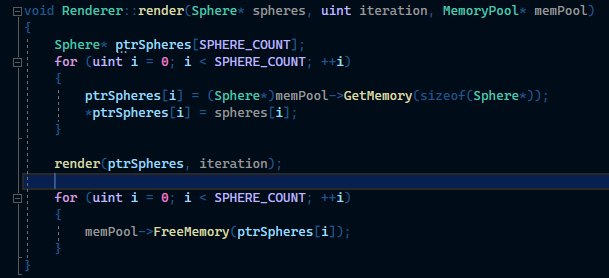 void Renderer::render(Sphere* spheres, uint iteration, MemoryPool* memPool)
{
Sphere* ptrSpheres[SPHERE_COUNT];
for (uint i = 0; i < SPHERE_COUNT; ++i)
{
ptrSpheres[i] = (Sphere*)memPool->GetMemory(sizeof(Sphere*));
*ptrSpheres[i] = spheres[i];
}
render(ptrSpheres, iteration);
for (uint i = 0; i < SPHERE_COUNT; ++i)
{
memPool->FreeMemory(ptrSpheres[i]);
}
}